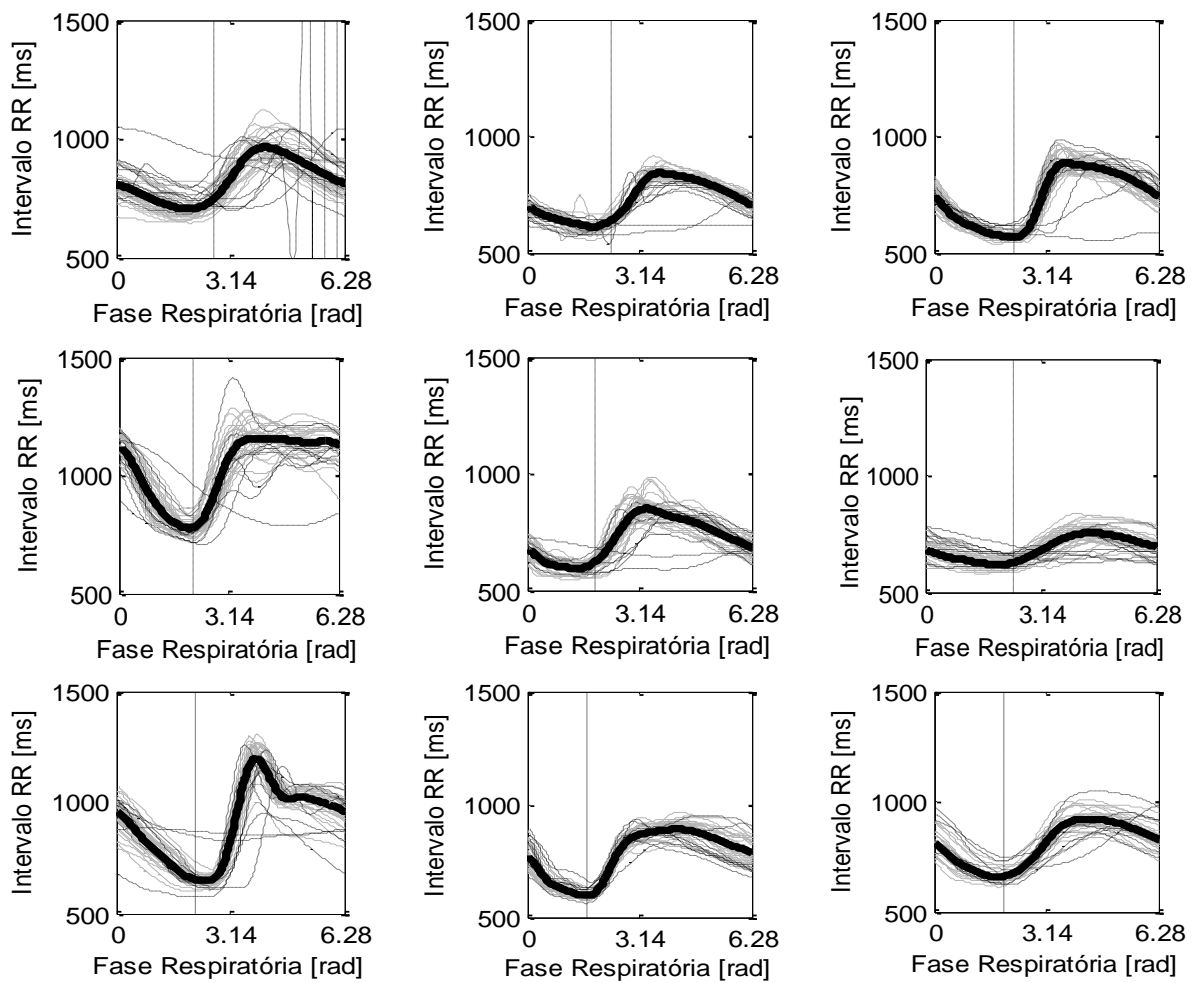 1500
1000
500
0 3.14 6.28
Intervalo RR [ms]
Fase Respiratória [rad]
1500
1000
500
0 3.14 6.28
Intervalo RR [ms]
Fase Respiratória [rad]
1500
1000
500
0 3.14 6.28
Intervalo RR [ms]
Fase Respiratória [rad]
1500
1000
500
0 3.14 6.28
Intervalo RR [ms]
Fase Respiratória [rad]
1500
1000
500
0 3.14 6.28
Intervalo RR [ms]
Fase Respiratória [rad]
1500
1000
500
0 3.14 6.28
Intervalo RR [ms]
Fase Respiratória [rad]
1500
1000
500
0 3.14 6.28
Intervalo RR [ms]
Fase Respiratória [rad]
1500
1000
500
0 3.14 6.28
Intervalo RR [ms]
Fase Respiratória [rad]
1500
1000
500
0 3.14 6.28
Intervalo RR [ms]
Fase Respiratória [rad]